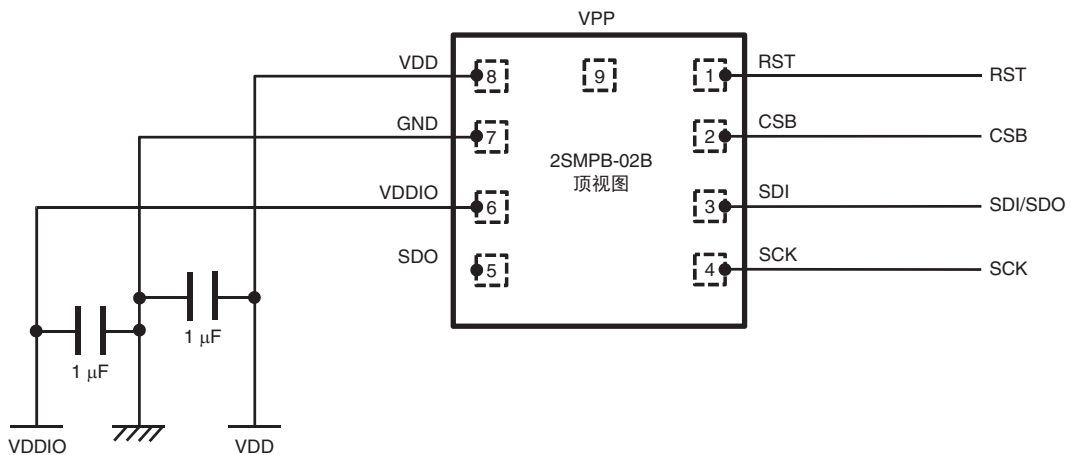 VPP
VDD
8
9
1
RST
RST
GND
7
2
CSB
CSB
2SMPB-02B
顶视图
VDDIO
6
3
SDI
SDI/SDO
SDO
5
4
SCK
SCK
1 μF
1 μF
VDDIO
VDD